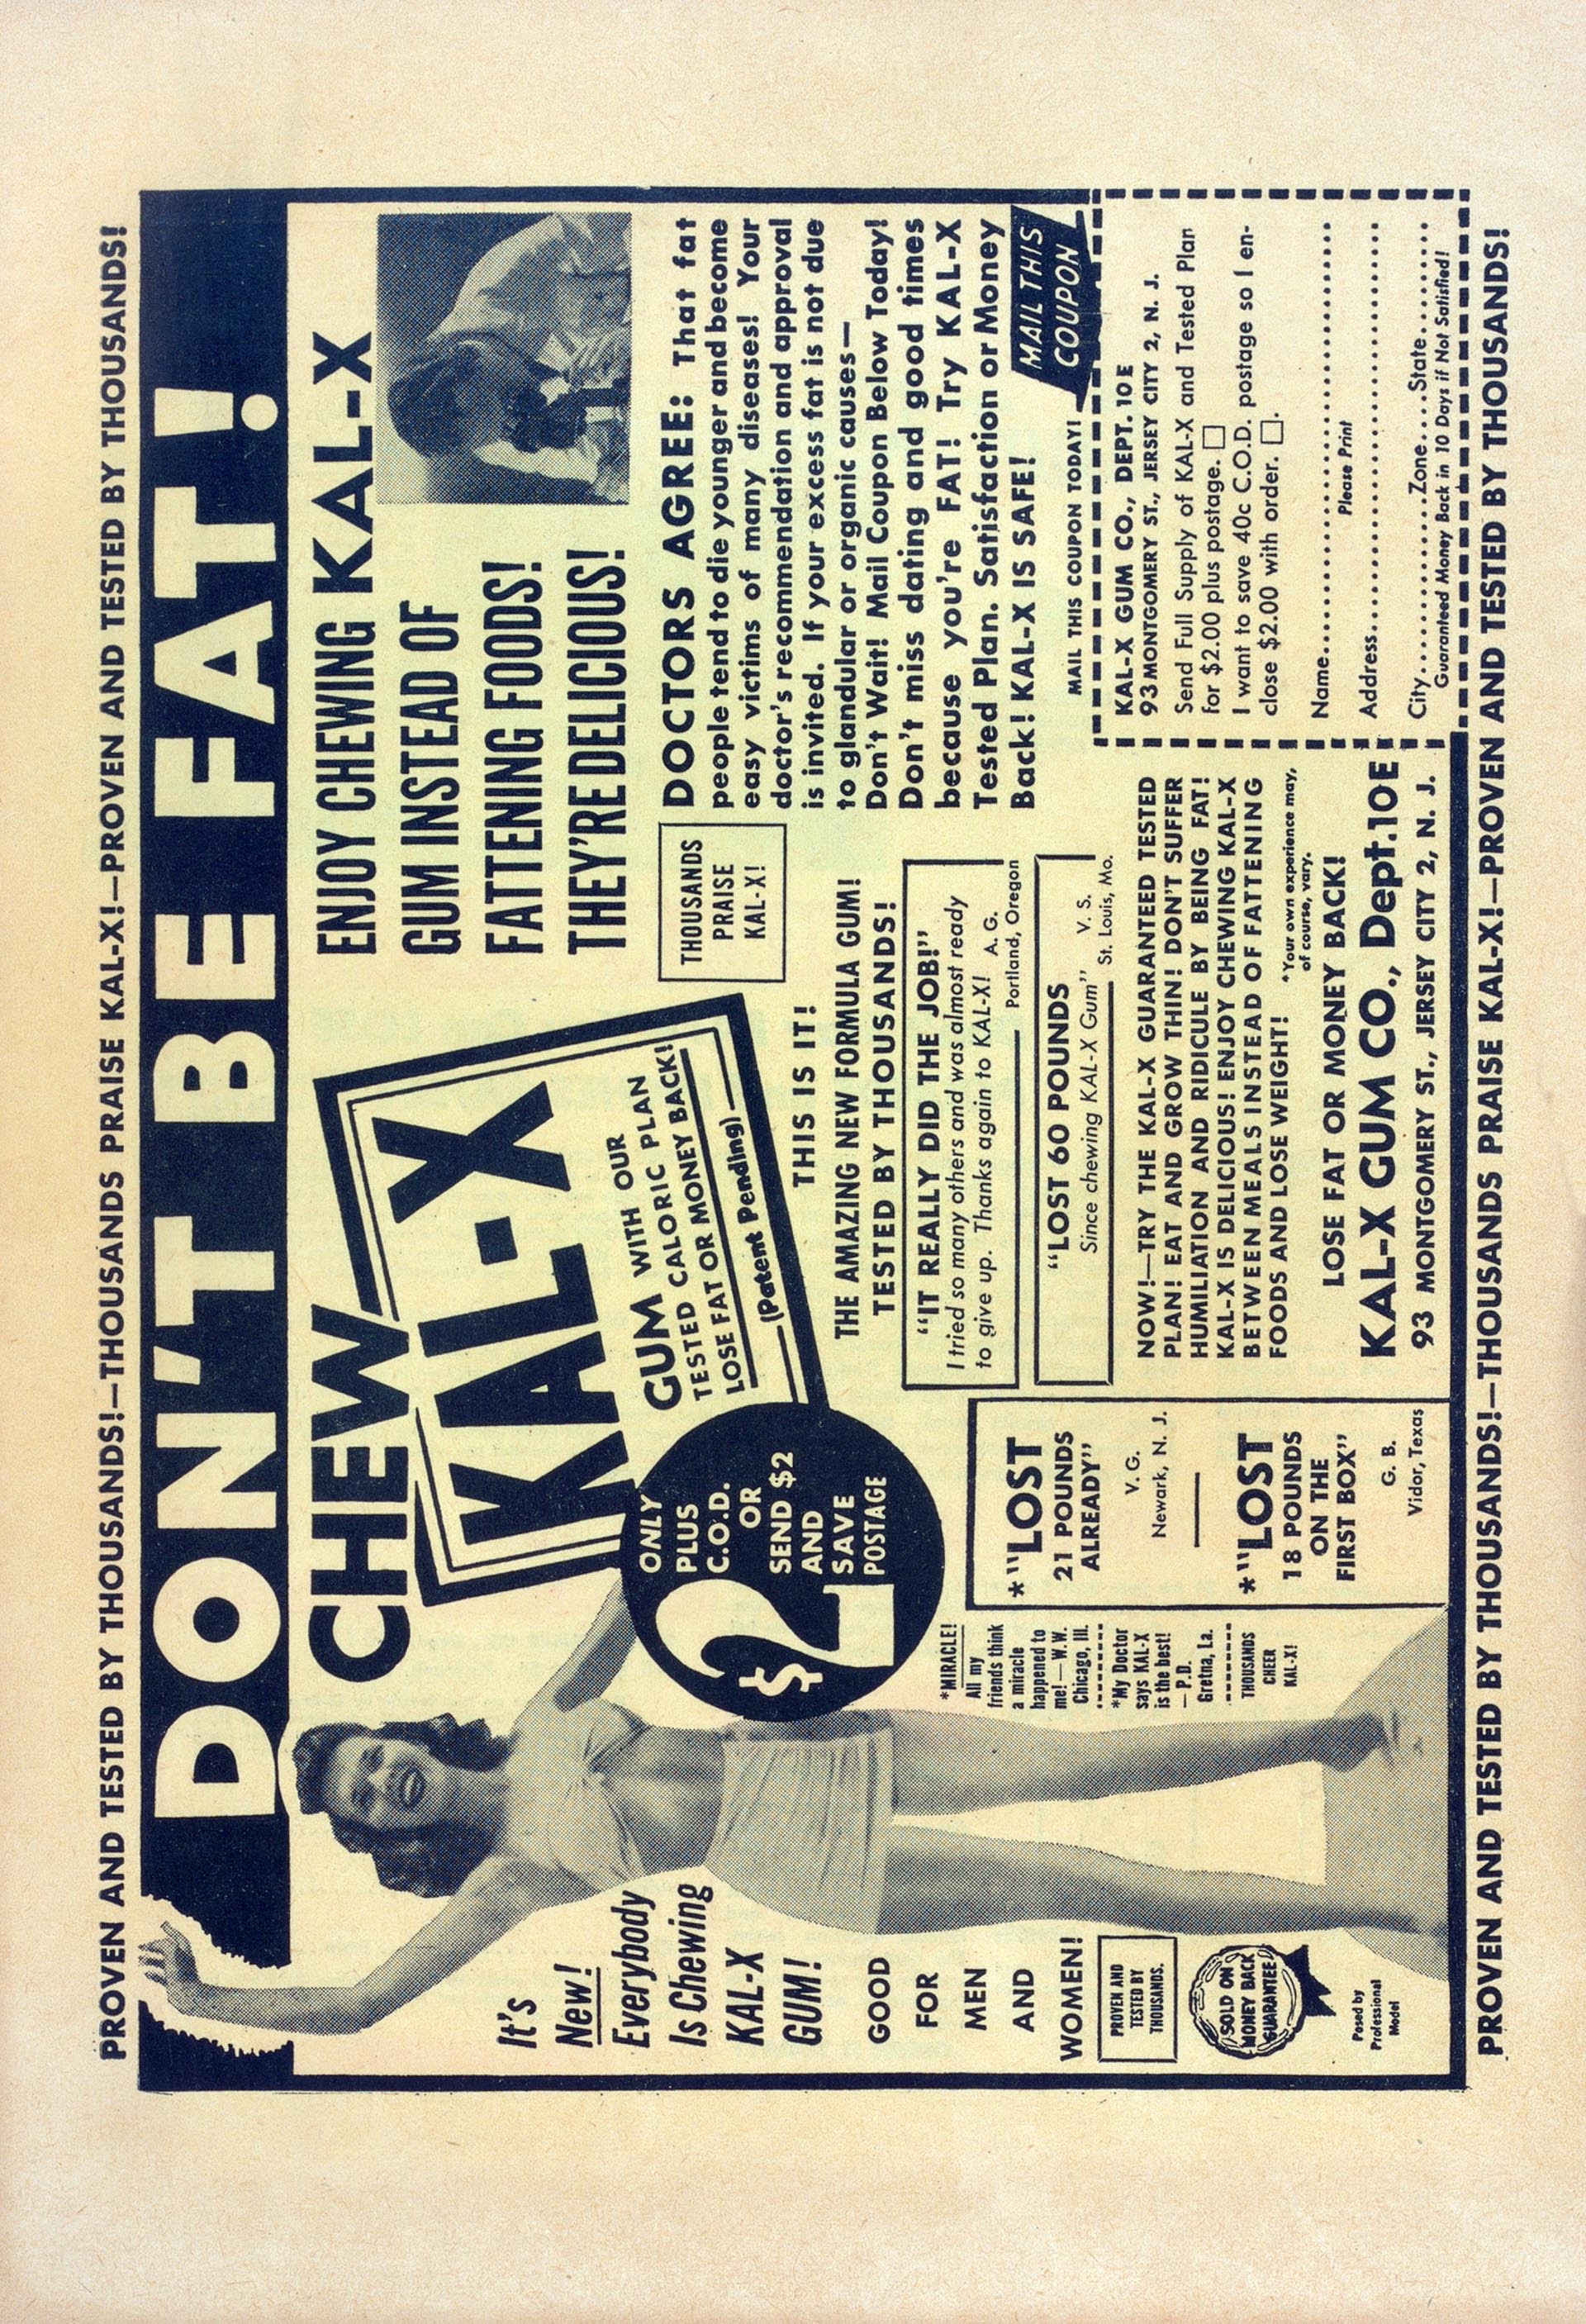 PROVEN AND TESTED BY THOUSANDS!—THOUSANDS PRAISE KAL-X!—PROVEN AND TESTED BY THOUSANDS!
DON'T BE FAT!
CHEW
KAL-X
GUM WITH OUR
TESTED CALORIC PLAN
LOSE FAT OR MONEY BACK!
(Patent Pending)
$2
ONLY
PLUS
C.O.D.
OR
SEND $2
AND
SAVE
POSTAGE
ENJOY CHEWING KAL-X
GUM INSTEAD OF
FATTENING FOODS!
THEY'RE DELICIOUS!
It's
New!
Everybody
Is Chewing
KAL-X
GUM!
GOOD
FOR
MEN
AND
WOMEN!
PROVEN AND
TESTED BY
THOUSANDS.
SOLD ON
MONEY BACK
GUARANTEE
Posed by
Professional
Model
*MIRACLE!
All my
friends think
a miracle
happened to
me!—W.W.
Chicago, Ill.
*My Doctor
says KAL-X
is the best!
—P.D.
Gretna, La.
THOUSANDS
CHEER
KAL-X!
*"LOST
21 POUNDS
ALREADY"
V. G.
Newark, N. J.
*"LOST
18 POUNDS
ON THE
FIRST BOX"
G. B.
Vidor, Texas
THIS IS IT!
THE AMAZING NEW FORMULA GUM!
TESTED BY THOUSANDS!
"IT REALLY DID THE JOB!"
I tried so many others and was almost ready
to give up. Thanks again to KAL-X! A. G.
Portland, Oregon
"LOST 60 POUNDS
Since chewing KAL-X Gum" V. S.
St. Louis, Mo.
NOW!—TRY THE KAL-X GUARANTEED TESTED
PLAN! EAT AND GROW THIN! DON'T SUFFER
HUMILIATION AND RIDICULE BY BEING FAT!
KAL-X IS DELICIOUS! ENJOY CHEWING KAL-X
BETWEEN MEALS INSTEAD OF FATTENING
FOODS AND LOSE WEIGHT!
*Your own experience may,
of course, vary.
LOSE FAT OR MONEY BACK!
KAL-X GUM CO., Dept.10E
93 MONTGOMERY ST., JERSEY CITY 2, N. J.
THOUSANDS
PRAISE
KAL-X!
DOCTORS AGREE: That fat
people tend to die younger and become
easy victims of many diseases! Your
doctor's recommendation and approval
is invited. If your excess fat is not due
to glandular or organic causes—
Don't Wait! Mail Coupon Below Today!
Don't miss dating and good times
because you're FAT! Try KAL-X
Tested Plan. Satisfaction or Money
Back! KAL-X IS SAFE!
MAIL THIS
COUPON
MAIL THIS COUPON TODAY!
KAL-X GUM CO., DEPT. 10E
93 MONTGOMERY ST., JERSEY CITY 2, N. J.
Send Full Supply of KAL-X and Tested Plan
for $2.00 plus postage. □
I want to save 40c C.O.D. postage so I en-
close $2.00 with order. □.
Name
Please Print
Address
City Zone State
Guaranteed Money Back in 10 Days if Not Satisfied!
PROVEN AND TESTED BY THOUSANDS!—THOUSANDS PRAISE KAL-X!—PROVEN AND TESTED BY THOUSANDS!